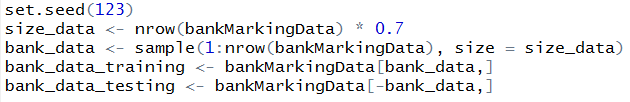 set.seed(123)
size_data <- nrow(bankMarkingData) * 0.7
bank_data <- sample(1:nrow(bankMarkingData), size = size_data)
bank_data_training <- bankMarkingData[bank_data,]
bank_data_testing <- bankMarkingData[-bank_data,]